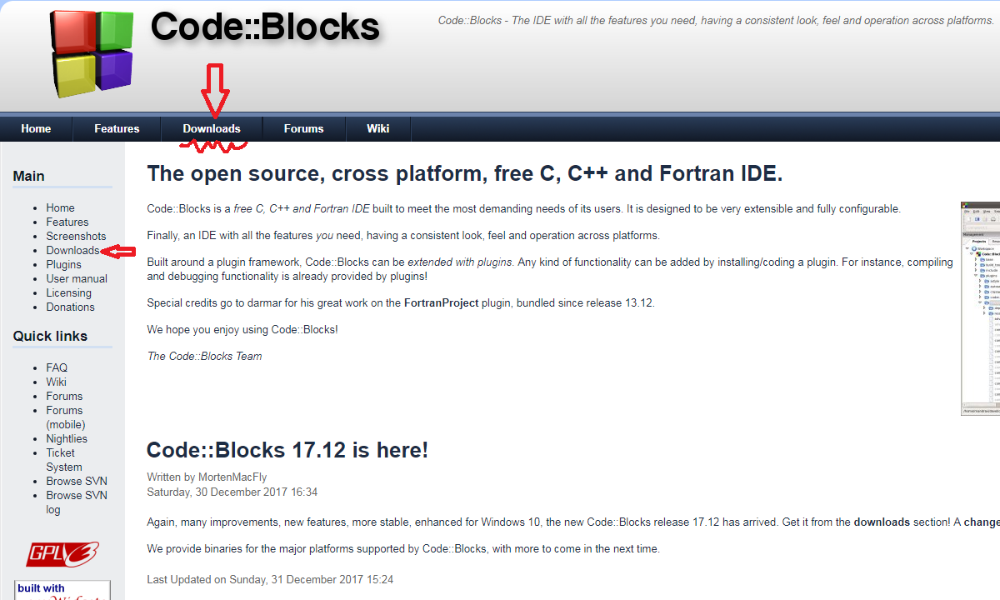 Code::Blocks
Code::Blocks - The IDE with all the features you need, having a consistent look, feel and operation across platforms.
Home Features Downloads Forums Wiki
Main
Home
Features
Screenshots
Downloads
Plugins
User manual
Licensing
Donations
Quick links
FAQ
Wiki
Forums
Forums
(mobile)
Nightlies
Ticket
System
Browse SVN
Browse SVN
log
GPLv3
built with
The open source, cross platform, free C, C++ and Fortran IDE.
Code::Blocks is a free C, C++ and Fortran IDE built to meet the most demanding needs of its users. It is designed to be very extensible and fully configurable.
Finally, an IDE with all the features you need, having a consistent look, feel and operation across platforms.
Built around a plugin framework, Code::Blocks can be extended with plugins. Any kind of functionality can be added by installing/coding a plugin. For instance, compiling
and debugging functionality is already provided by plugins!
Special credits go to darmar for his great work on the FortranProject plugin, bundled since release 13.12.
We hope you enjoy using Code::Blocks!
The Code::Blocks Team
Code::Blocks 17.12 is here!
Written by MortenMacFly
Saturday, 30 December 2017 16:34
Again, many improvements, new features, more stable, enhanced for Windows 10, the new Code::Blocks release 17.12 has arrived. Get it from the downloads section! A change
We provide binaries for the major platforms supported by Code::Blocks, with more to come in the next time.
Last Updated on Sunday, 31 December 2017 15:24
Management
Projects
Workspace